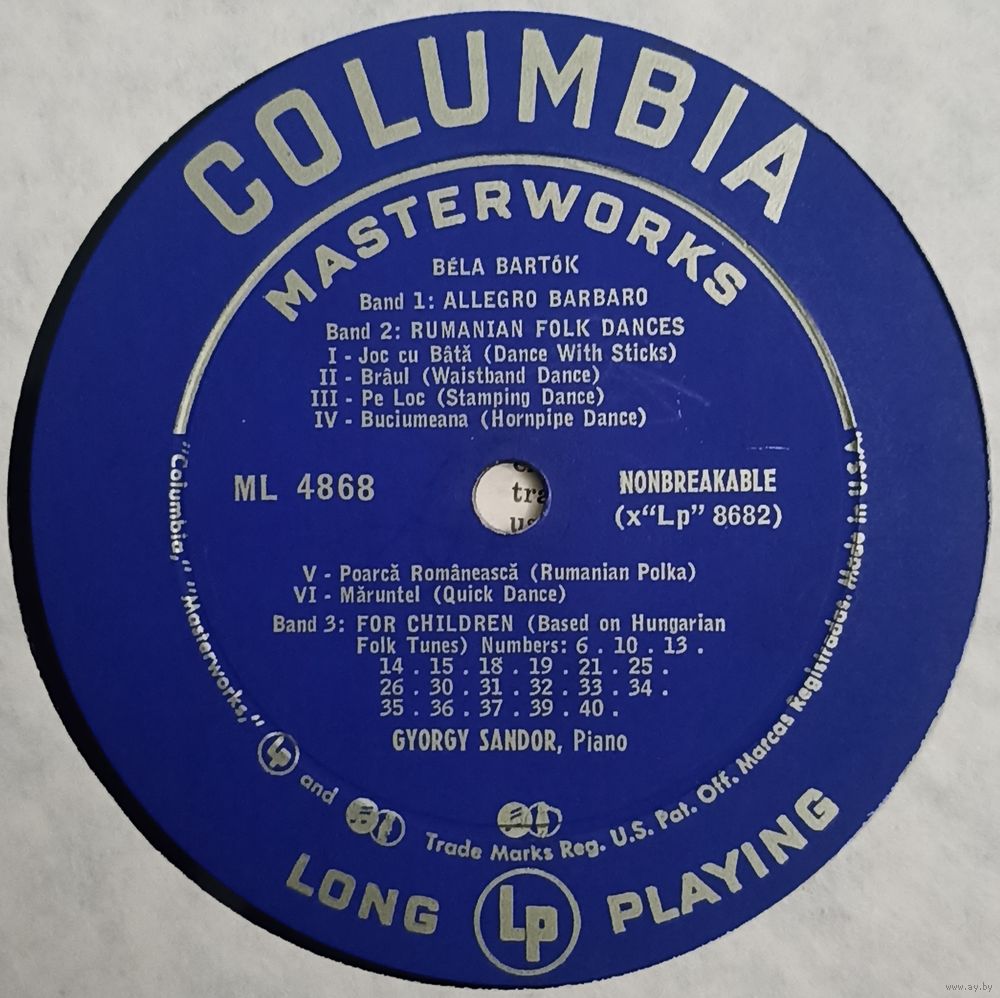 COLUMBIA
MASTERWORKS
BÉLA BARTÓK
Band 1: ALLEGRO BARBARO
Band 2: RUMANIAN FOLK DANCES
I - Joc cu Bâtă (Dance With Sticks)
II - Brâul (Waistband Dance)
III - Pe Loc (Stamping Dance)
IV - Buciumeana (Hornpipe Dance)
ML 4868
NONBREAKABLE
(x“Lp” 8682)
V - Poarcă Românească (Rumanian Polka)
VI - Măruntel (Quick Dance)
Band 3: FOR CHILDREN (Based on Hungarian
Folk Tunes) Numbers: 6 . 10 . 13 .
14 . 15 . 18 . 19 . 21 . 25 .
26 . 30 . 31 . 32 . 33 . 34 .
35 . 36 . 37 . 39 . 40 .
GYORGY SANDOR, Piano
“Columbia,” “Masterworks,” Lp and Trade Marks Reg. U.S. Pat. Off. Marcas Registradas. Made in U.S.A.
LONG Lp PLAYING
www.ay.by